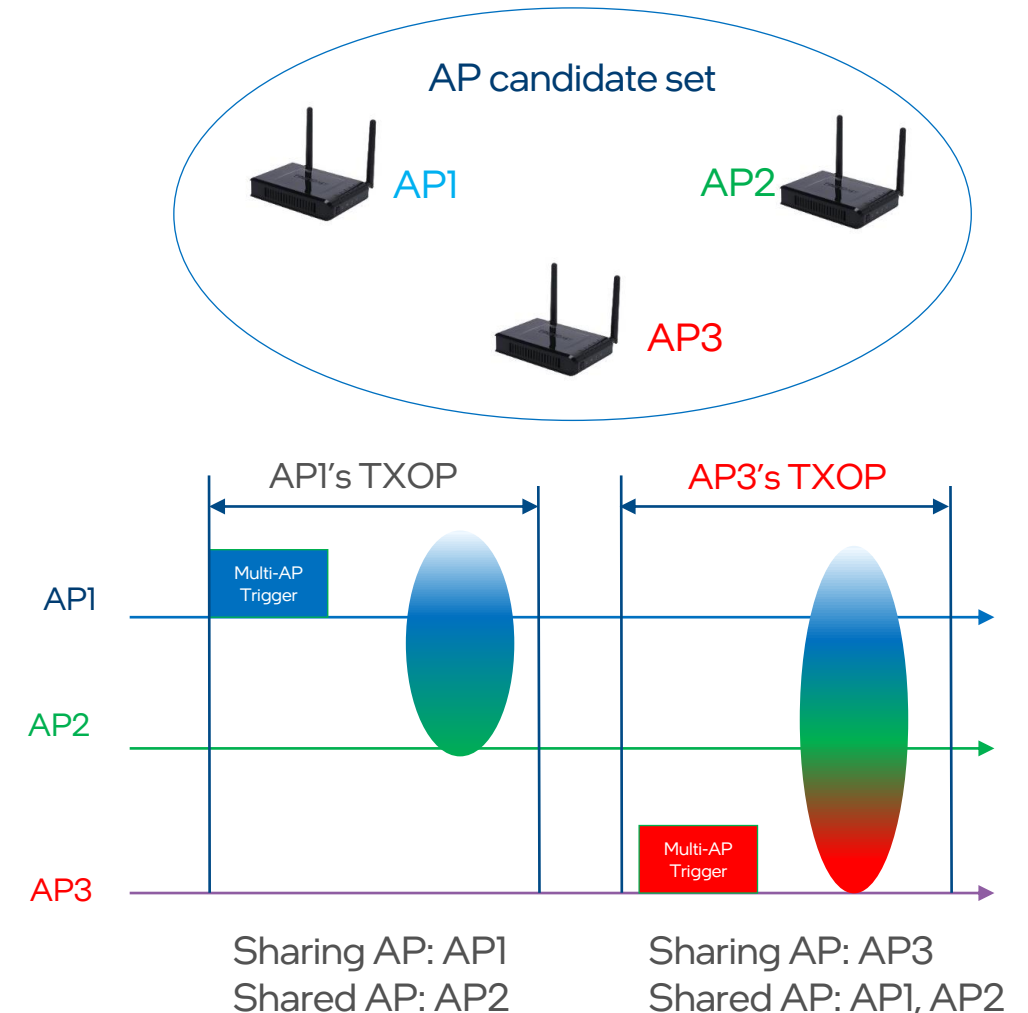 AP candidate set
AP1
AP2
AP3
AP1's TXOP
AP3's TXOP
Multi-AP
Trigger
AP1
AP2
Multi-AP
Trigger
AP3
Sharing AP: AP1
Shared AP: AP2
Sharing AP: AP3
Shared AP: AP1, AP2